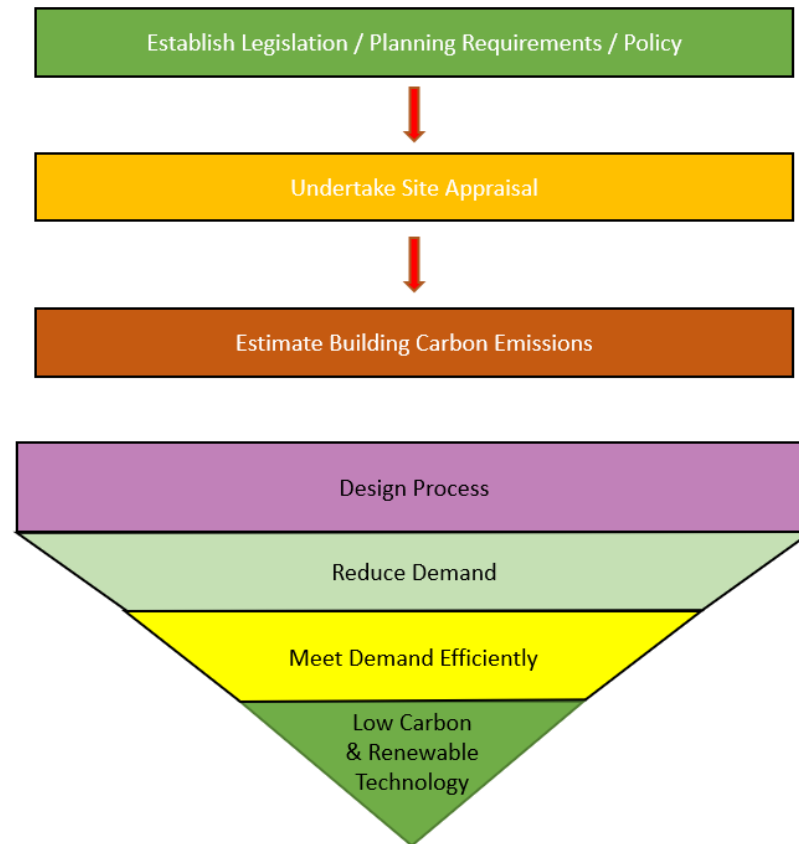 Establish Legislation / Planning Requirements / Policy
Undertake Site Appraisal
Estimate Building Carbon Emissions
Design Process
Reduce Demand
Meet Demand Efficiently
Low Carbon
& Renewable
Technology